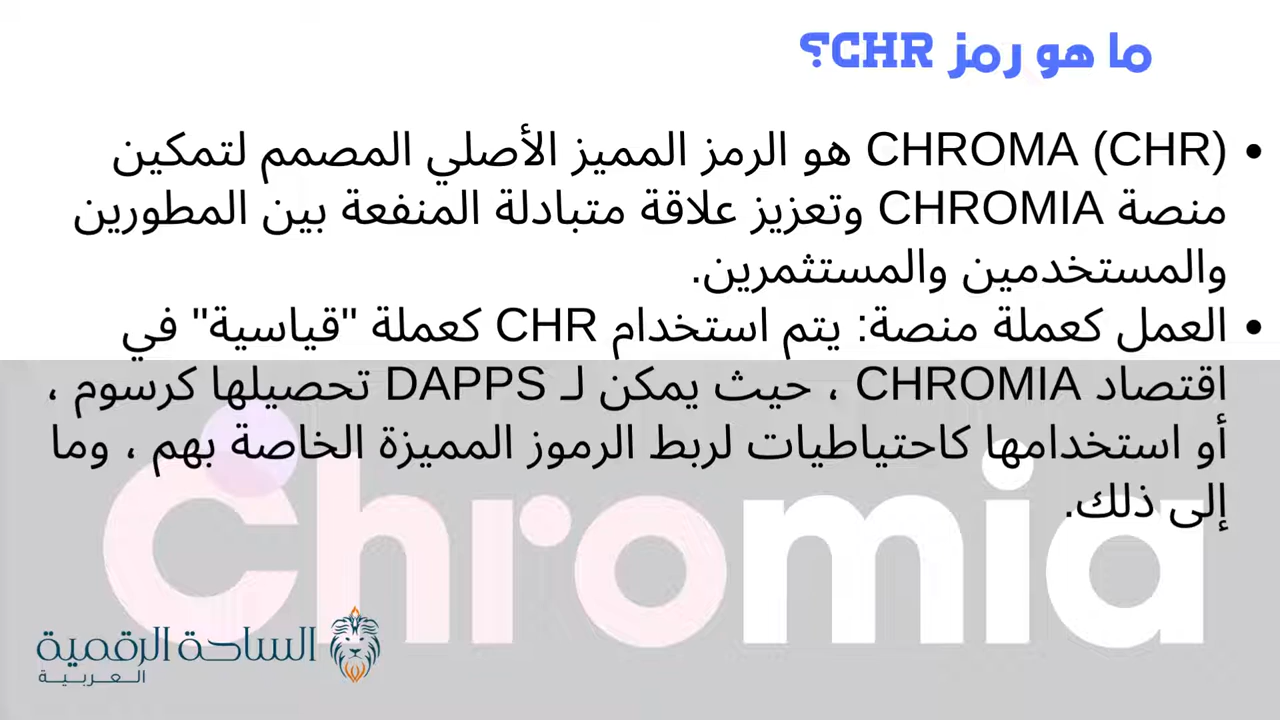 ما هو رمز CHR؟
• CHROMA (CHR) هو الرمز المميز الأصلي المصمم لتمكين
منصة CHROMIA وتعزيز علاقة متبادلة المنفعة بين المطورين
والمستخدمين والمستثمرين.
• العمل كعملة منصة: يتم استخدام CHR كعملة "قياسية" في
اقتصاد CHROMIA ، حيث يمكن لـ DAPPS تحصيلها كرسوم ،
أو استخدامها كاحتياطيات لربط الرموز المميزة الخاصة بهم ، وما
إلى ذلك.
Chromia
الساحة الرقمية
العربية